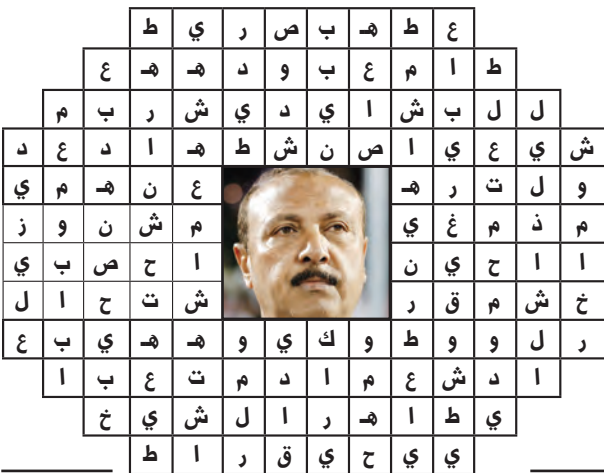 ع ط هـ ب ص ر ي ط
ط ا م ع ب و د هـ هـ ع
ل ل ب ش ا ي د ي ش ر ب م
ش ي ع ي ا ص ن ش ط هـ ا د ع د
و ل ت ر هـ ع ن هـ م ي
م ذ م غ ي م ش ن و ز
ا ا ح ي ن ا ح ص ب ي
خ ش م ق ر ش ت ح ا ل
ر ل و و ط و ك ي و هـ هـ ي ب ع
ا د ش ع م ا د م ت ع ب ا
ي ط ا هـ ر ا ل ش ي خ
ي ي ح ي ق ر ا ط